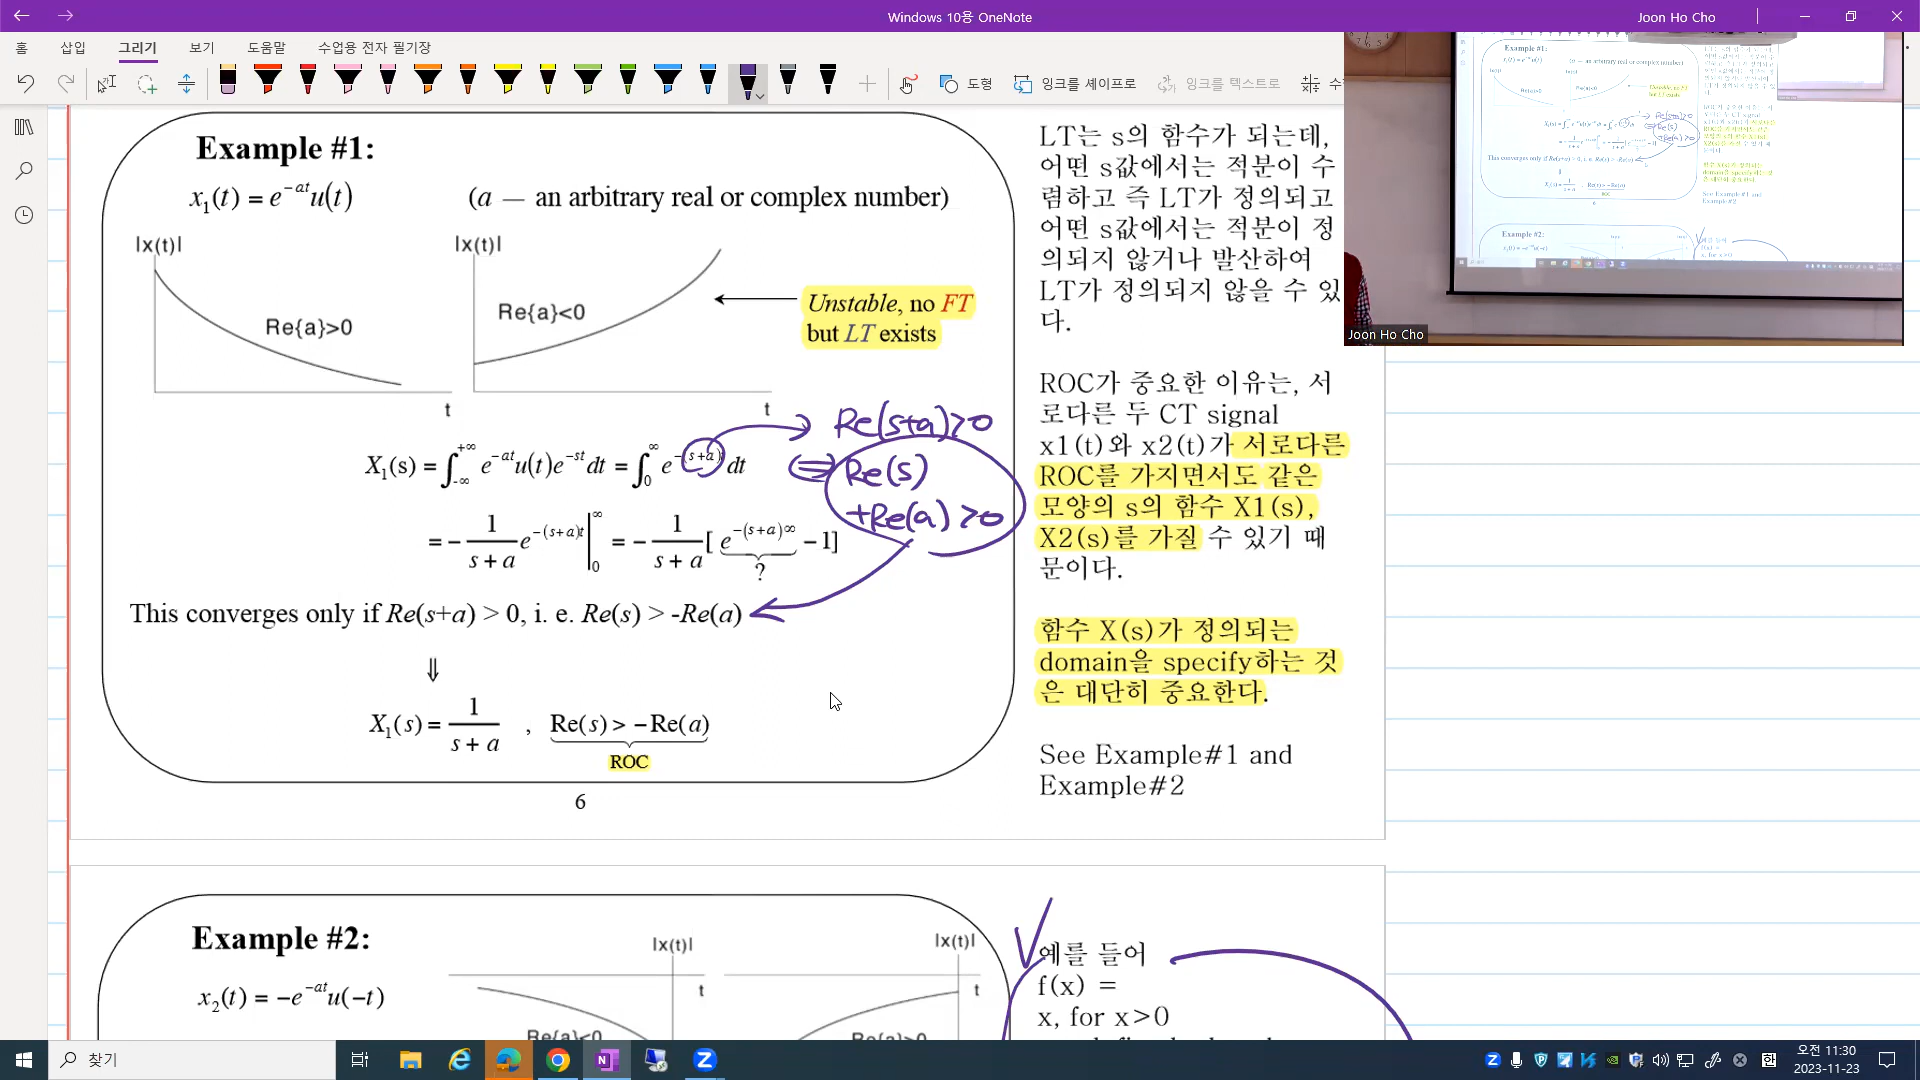 Windows 10용 OneNote
Joon Ho Cho
홈 삽입 그리기 보기 도움말 수업용 전자 필기장
도형 잉크를 셰이프로 잉크를 텍스트로
Example #1:
x₁(t) = e^{-at}u(t) (a — an arbitrary real or complex number)
|x(t)| |x(t)|
Re{a}>0 Re{a}<0
Unstable, no FT
but LT exists
t t
Re(s+a)>0
X₁(s) = ∫_{-∞}^{+∞} e^{-at}u(t)e^{-st}dt = ∫_0^∞ e^{-(s+a)t}dt
⇔ Re(s)
+Re(a)>0
= -\frac{1}{s+a}e^{-(s+a)t}|_0^∞ = -\frac{1}{s+a}[e^{-(s+a)∞} - 1]
?
This converges only if Re(s+a) > 0, i. e. Re(s) > -Re(a)
⇓
X₁(s) = \frac{1}{s+a} , Re(s) > -Re(a)
ROC
6
LT는 s의 함수가 되는데,
어떤 s값에서는 적분이 수
렴하고 즉 LT가 정의되고
어떤 s값에서는 적분이 정
의되지 않거나 발산하여
LT가 정의되지 않을 수 있
다.
ROC가 중요한 이유는, 서
로다른 두 CT signal
x1(t)와 x2(t)가 서로다른
ROC를 가지면서도 같은
모양의 s의 함수 X1(s),
X2(s)를 가질 수 있기 때
문이다.
함수 X(s)가 정의되는
domain을 specify하는 것
은 대단히 중요한다.
See Example#1 and
Example#2
Joon Ho Cho
Example #2:
x₂(t) = -e^{-at}u(-t)
|x(t)| |x(t)|
t t
Re{a}<0 Re{a}>0
예를 들어
f(x) =
x, for x>0
찾기
오전 11:30
2023-11-23